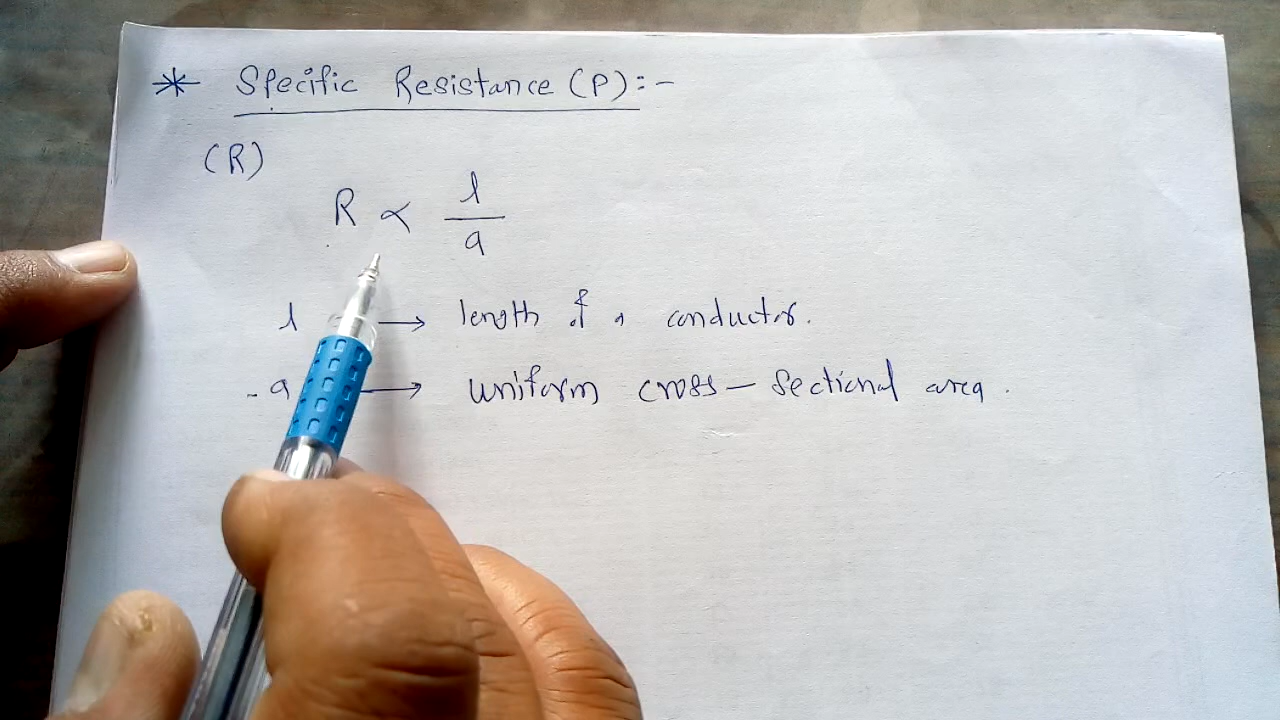 * Specific Resistance (P):-
(R)
R ∝ l/a
l → length of a conductor.
a → uniform cross-sectional area.